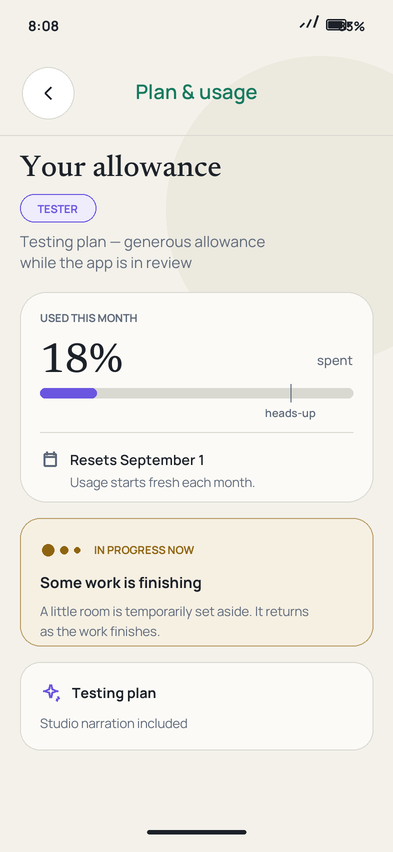 8:08
Plan & usage
Your allowance
TESTER
Testing plan — generous allowance
while the app is in review
USED THIS MONTH
18%
spent
heads-up
Resets September 1
Usage starts fresh each month.
IN PROGRESS NOW
Some work is finishing
A little room is temporarily set aside. It returns
as the work finishes.
Testing plan
Studio narration included